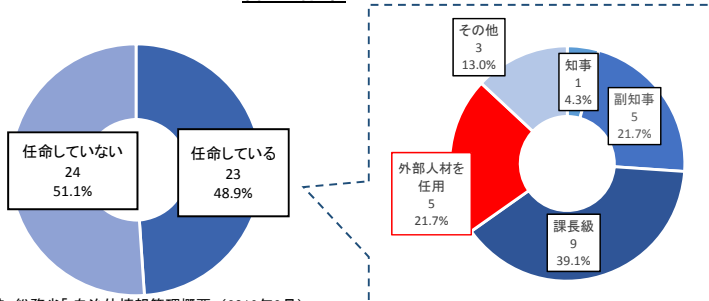 任命していない
24
51.1%
任命している
23
48.9%
その他
3
13.0%
知事
1
4.3%
副知事
5
21.7%
外部人材を
任用
5
21.7%
課長級
9
39.1%